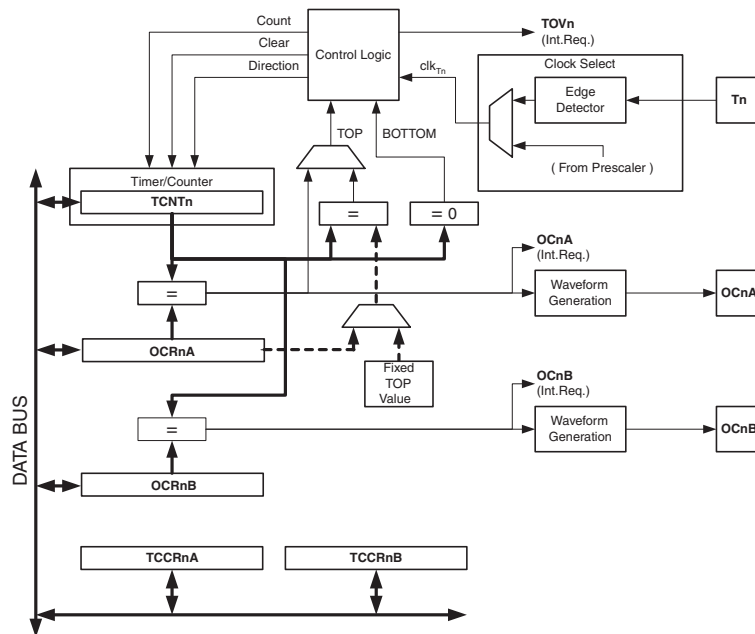 Count
Clear
Direction
Control Logic
TOVn
(Int.Req.)
clkTn
Clock Select
Edge
Detector
Tn
( From Prescaler )
TOP
BOTTOM
Timer/Counter
TCNTn
=
= 0
OCnA
(Int.Req.)
=
Waveform
Generation
OCnA
OCRnA
Fixed
TOP
Value
OCnB
(Int.Req.)
=
Waveform
Generation
OCnB
OCRnB
DATA BUS
TCCRnA
TCCRnB